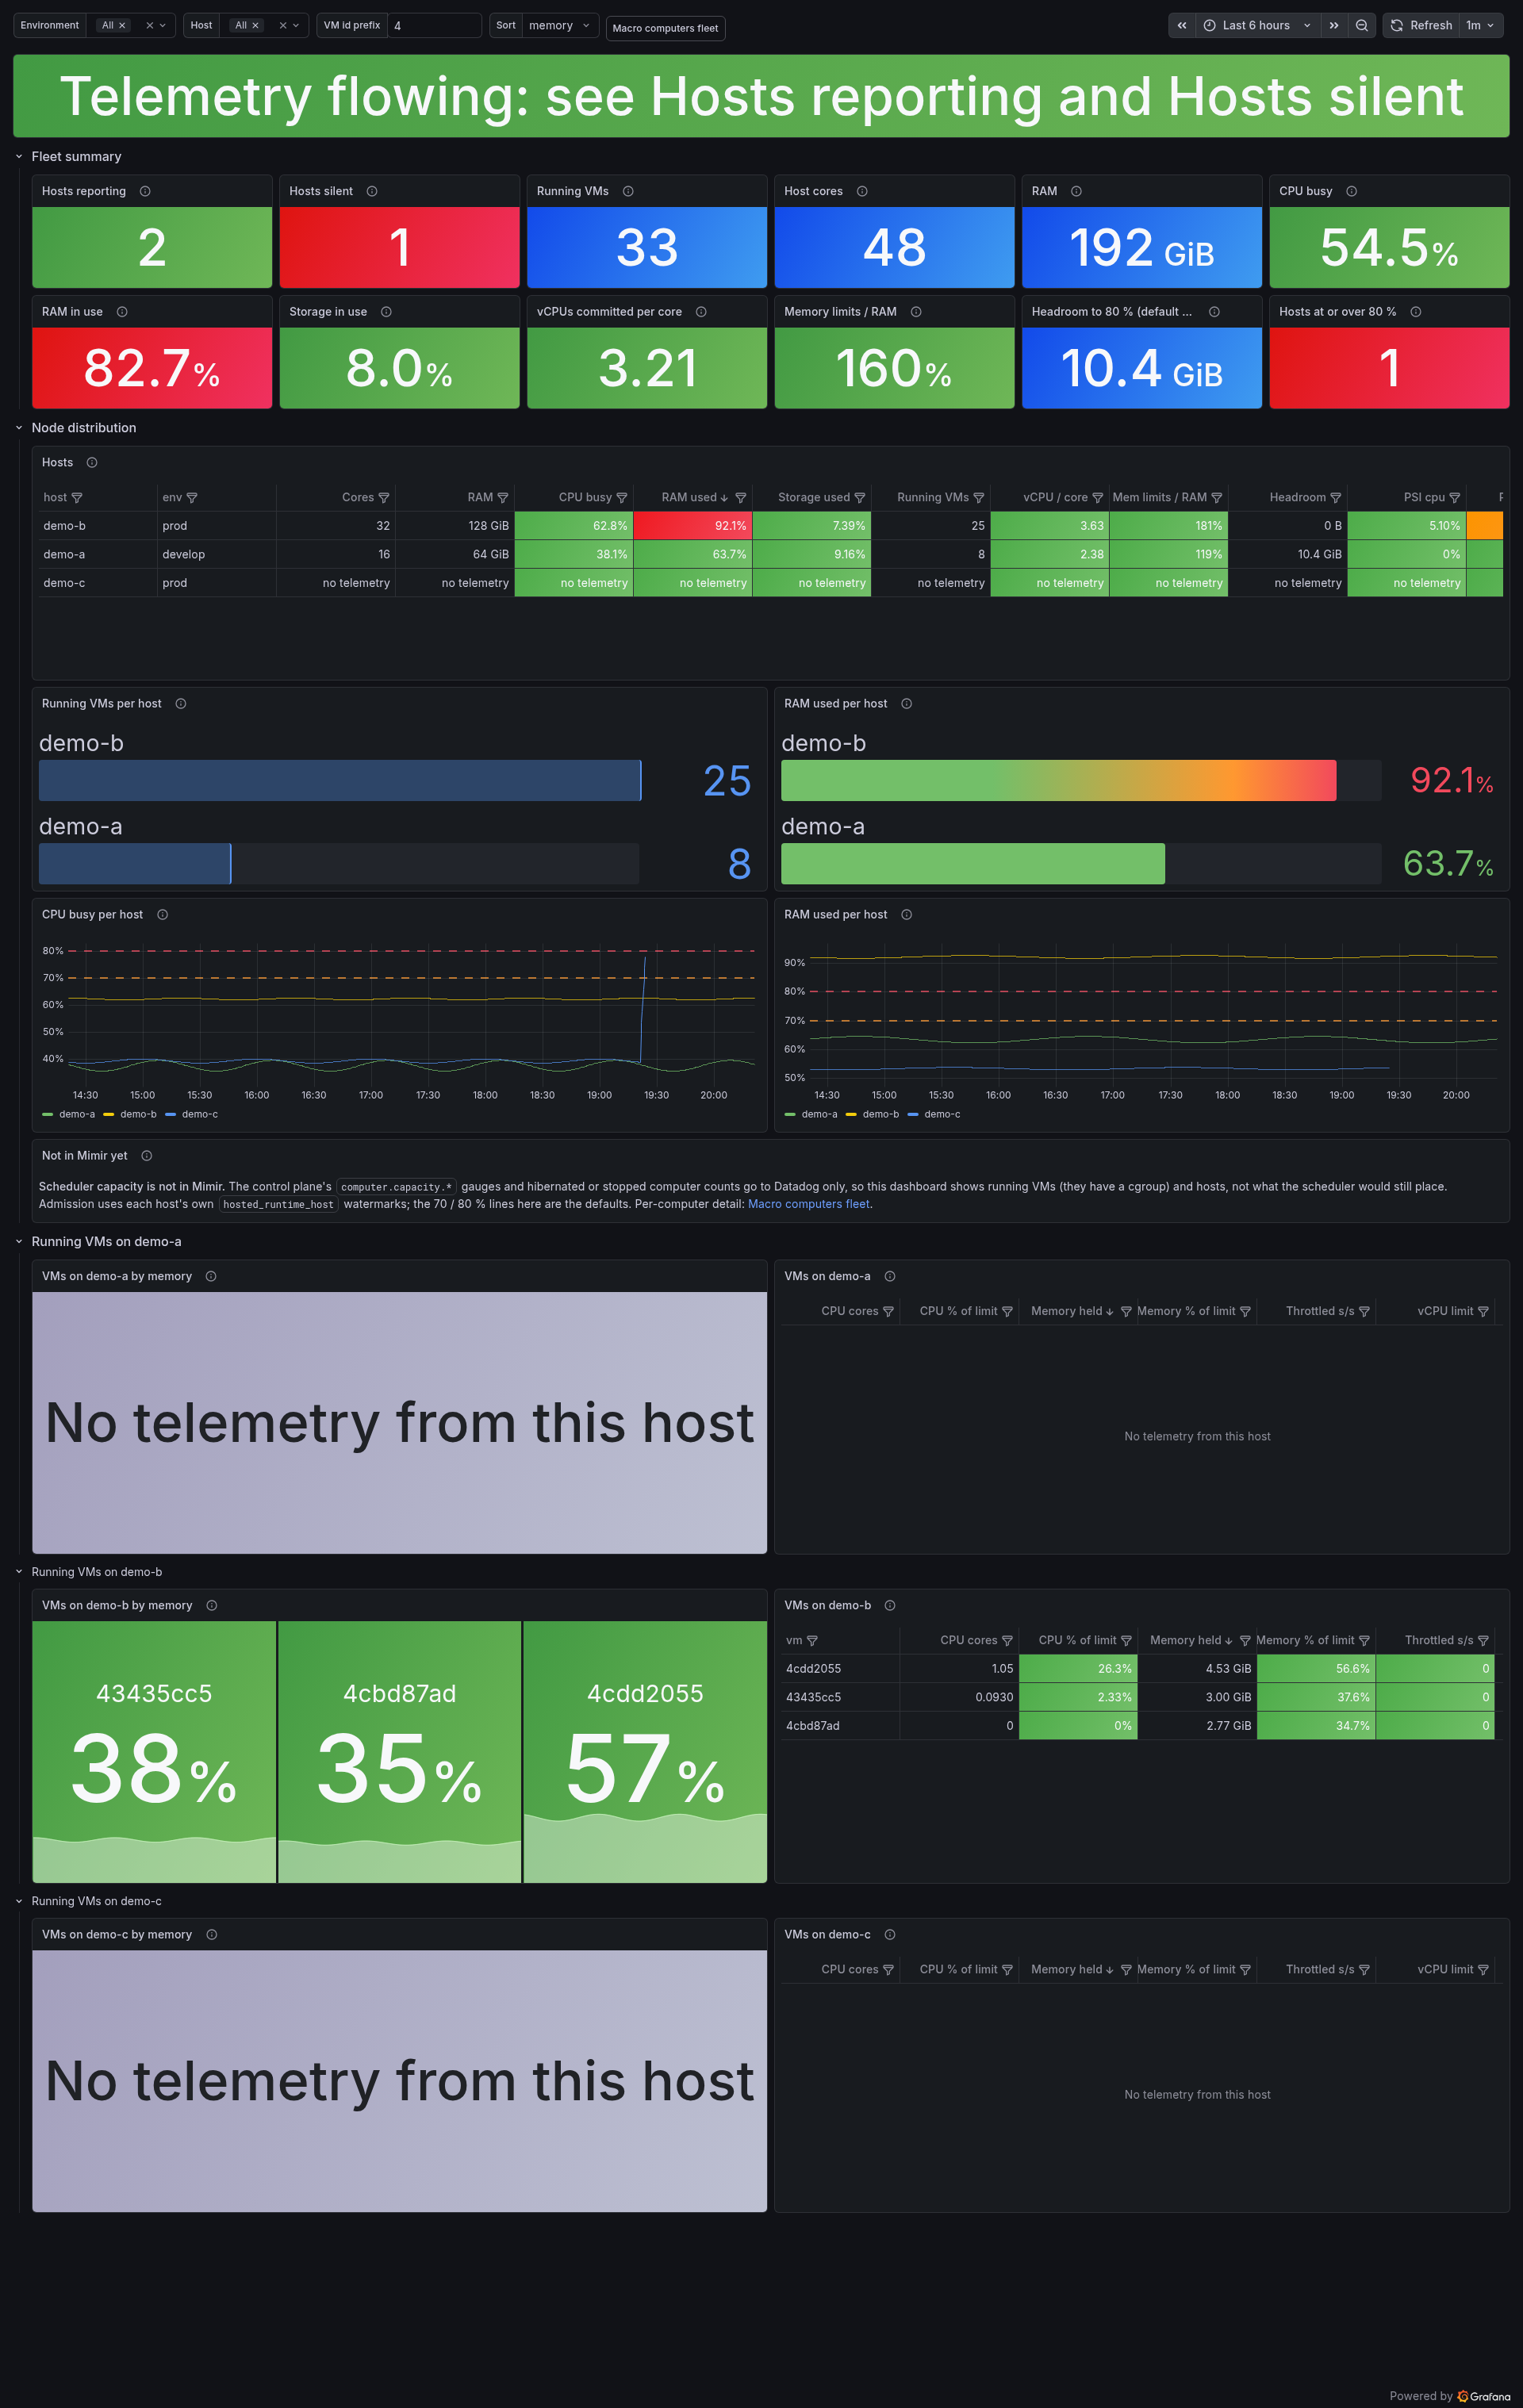 Environment All Host All VM id prefix 4 Sort memory Macro computers fleet Last 6 hours Refresh 1m
Telemetry flowing: see Hosts reporting and Hosts silent
Fleet summary
Hosts reporting Hosts silent Running VMs Host cores RAM CPU busy
2 1 33 48 192 GiB 54.5%
RAM in use Storage in use vCPUs committed per core Memory limits / RAM Headroom to 80 % (default ... Hosts at or over 80 %
82.7% 8.0% 3.21 160% 10.4 GiB 1
Node distribution
Hosts
host env Cores RAM CPU busy RAM used Storage used Running VMs vCPU / core Mem limits / RAM Headroom PSI cpu
demo-b prod 32 128 GiB 62.8% 92.1% 7.39% 25 3.63 181% 0 B 5.10%
demo-a develop 16 64 GiB 38.1% 63.7% 9.16% 8 2.38 119% 10.4 GiB 0%
demo-c prod no telemetry no telemetry no telemetry no telemetry no telemetry no telemetry no telemetry no telemetry no telemetry no telemetry
Running VMs per host
demo-b
25
demo-a
8
RAM used per host
demo-b
92.1%
demo-a
63.7%
CPU busy per host
80%
70%
60%
50%
40%
14:30 15:00 15:30 16:00 16:30 17:00 17:30 18:00 18:30 19:00 19:30 20:00
demo-a demo-b demo-c
RAM used per host
90%
80%
70%
60%
50%
14:30 15:00 15:30 16:00 16:30 17:00 17:30 18:00 18:30 19:00 19:30 20:00
demo-a demo-b demo-c
Not in Mimir yet
Scheduler capacity is not in Mimir. The control plane's computer.capacity.* gauges and hibernated or stopped computer counts go to Datadog only, so this dashboard shows running VMs (they have a cgroup) and hosts, not what the scheduler would still place.
Admission uses each host's own hosted_runtime_host watermarks; the 70 / 80 % lines here are the defaults. Per-computer detail: Macro computers fleet.
Running VMs on demo-a
VMs on demo-a by memory
No telemetry from this host
VMs on demo-a
CPU cores CPU % of limit Memory held Memory % of limit Throttled s/s vCPU limit
No telemetry from this host
Running VMs on demo-b
VMs on demo-b by memory
43435cc5 4cbd87ad 4cdd2055
38% 35% 57%
VMs on demo-b
vm CPU cores CPU % of limit Memory held Memory % of limit Throttled s/s
4cdd2055 1.05 26.3% 4.53 GiB 56.6% 0
43435cc5 0.0930 2.33% 3.00 GiB 37.6% 0
4cbd87ad 0 0% 2.77 GiB 34.7% 0
Running VMs on demo-c
VMs on demo-c by memory
No telemetry from this host
VMs on demo-c
CPU cores CPU % of limit Memory held Memory % of limit Throttled s/s vCPU limit
No telemetry from this host
Powered by Grafana